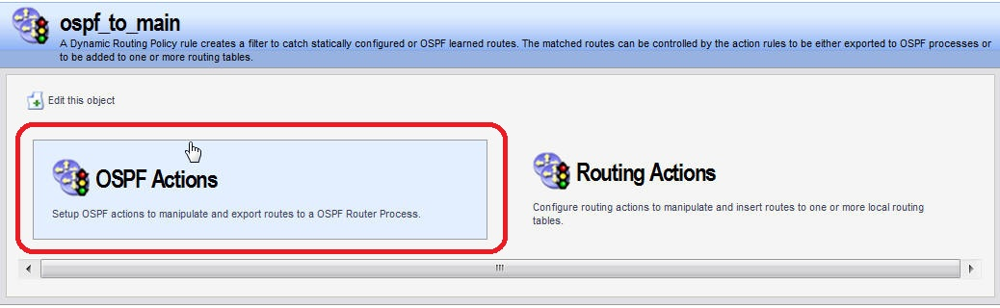 ospf_to_main
A Dynamic Routing Policy rule creates a filter to catch statically configured or OSPF learned routes. The matched routes can be controlled by the action rules to be either exported to OSPF processes or
to be added to one or more routing tables.
Edit this object
OSPF Actions
Setup OSPF actions to manipulate and export routes to a OSPF Router Process.
Routing Actions
Configure routing actions to manipulate and insert routes to one or more local routing
tables.